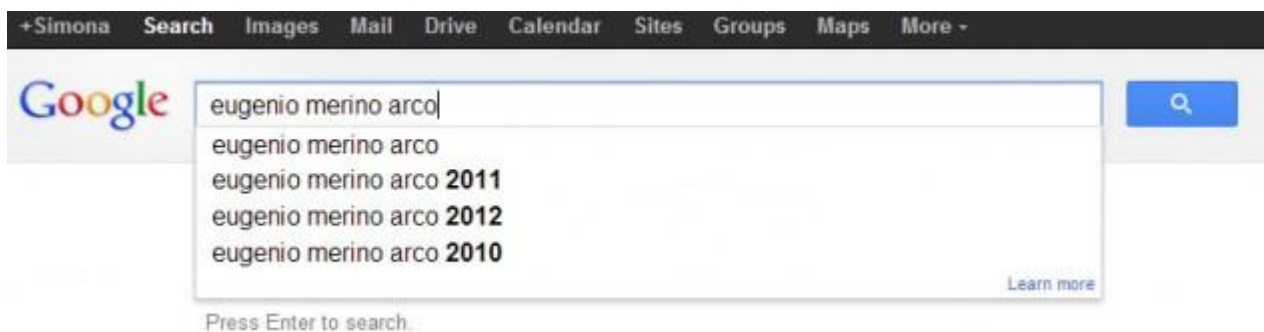 +Simona Search Images Mail Drive Calendar Sites Groups Maps More
Google eugenio merino arco
eugenio merino arco
eugenio merino arco 2011
eugenio merino arco 2012
eugenio merino arco 2010
Learn more
Press Enter to search.